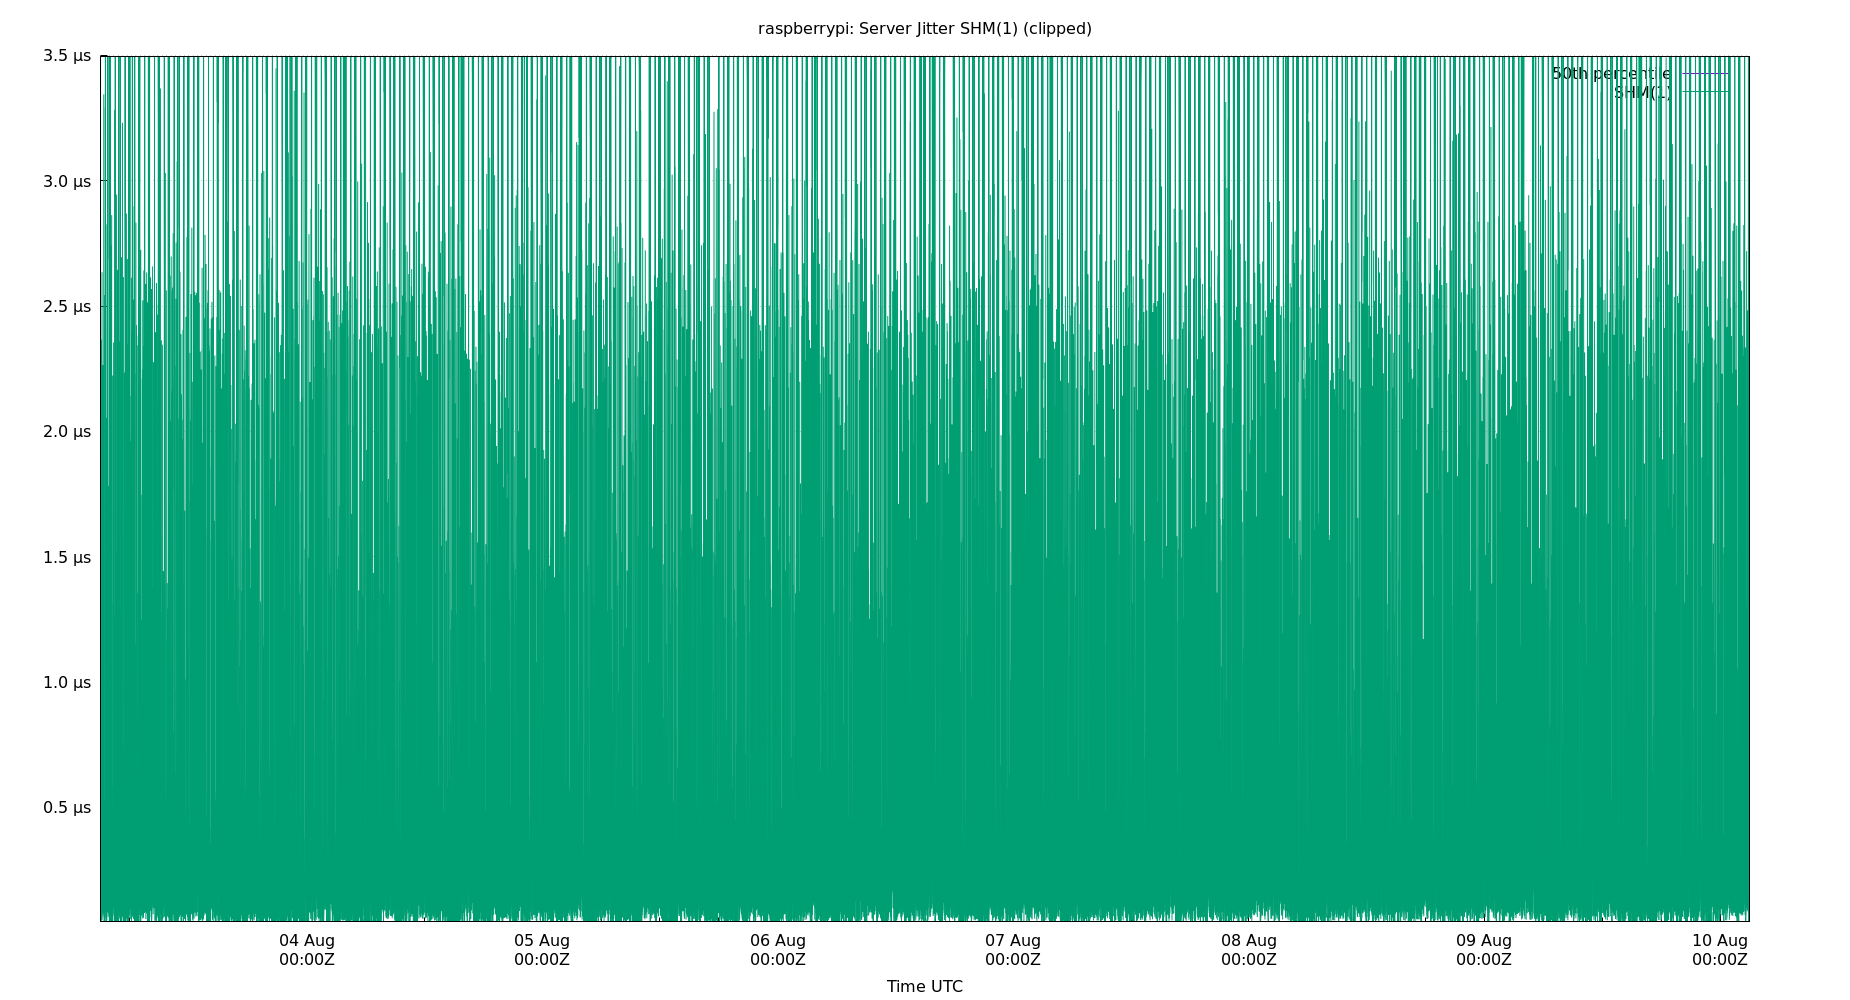 raspberrypi: Server Jitter SHM(1) (clipped)
3.5 µs
50th percentile
SHM(1)
3.0 µs
2.5 µs
2.0 µs
1.5 µs
1.0 µs
0.5 µs
04 Aug 05 Aug 06 Aug 07 Aug 08 Aug 09 Aug 10 Aug
00:00Z 00:00Z 00:00Z 00:00Z 00:00Z 00:00Z 00:00Z
Time UTC